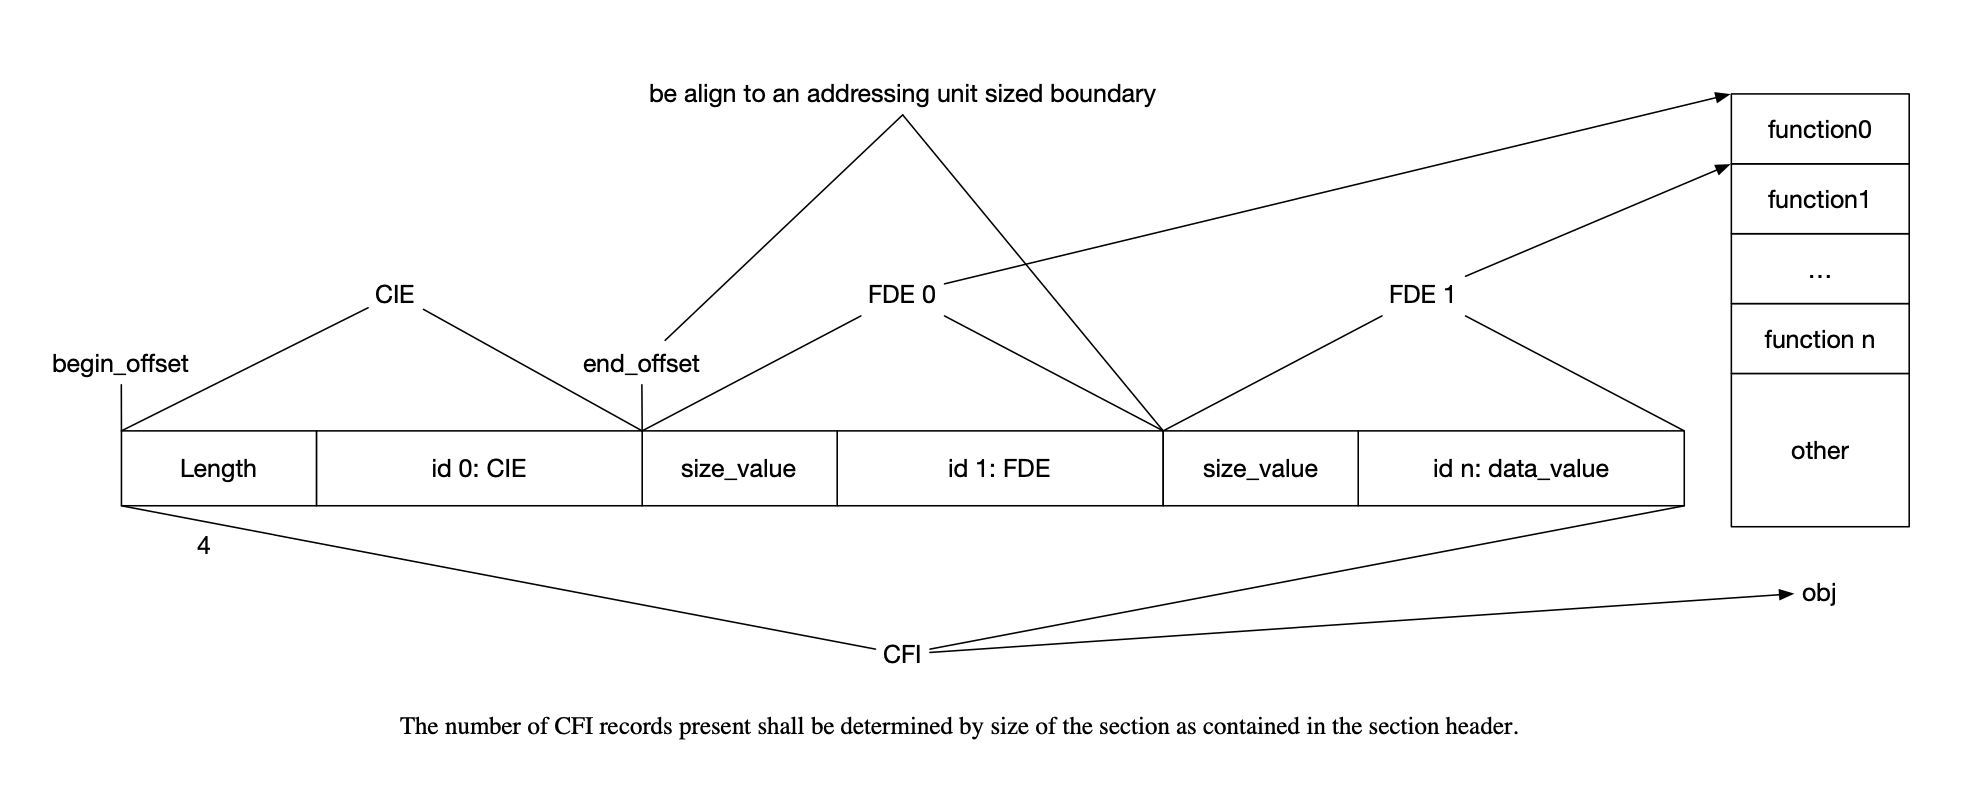 be align to an addressing unit sized boundary
function0
function1
...
function n
other
CIE
FDE 0
FDE 1
begin_offset
end_offset
Length
id 0: CIE
size_value
id 1: FDE
size_value
id n: data_value
4
obj
CFI
The number of CFI records present shall be determined by size of the section as contained in the section header.